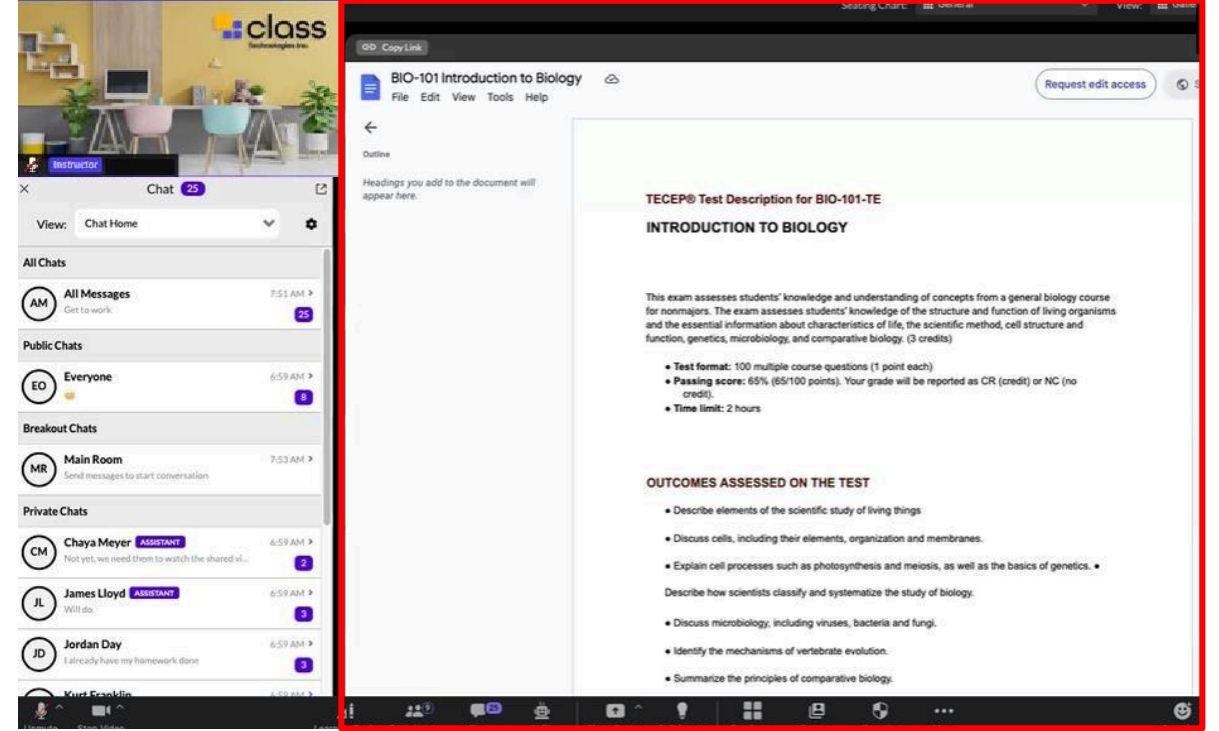 class
Technologies Inc.
Instructor
Chat 25
View: Chat Home
All Chats
AM All Messages 7:51 AM
Get to work 25
Public Chats
EO Everyone 6:59 AM
8
Breakout Chats
MR Main Room 7:53 AM
Send messages to start conversation
Private Chats
CM Chaya Meyer ASSISTANT 6:59 AM
Not yet, we need them to watch the shared vi... 2
JL James Lloyd ASSISTANT 6:59 AM
Will do. 3
JD Jordan Day 6:59 AM
I already have my homework done 3
Kurt Franklin 6:59 AM
Unmute Stop Video Learn
Seating Chart: General View:
Copy Link
BIO-101 Introduction to Biology
File Edit View Tools Help
Request edit access S
Outline
Headings you add to the document will
appear here.
TECEP® Test Description for BIO-101-TE
INTRODUCTION TO BIOLOGY
This exam assesses students' knowledge and understanding of concepts from a general biology course
for nonmajors. The exam assesses students' knowledge of the structure and function of living organisms
and the essential information about characteristics of life, the scientific method, cell structure and
function, genetics, microbiology, and comparative biology. (3 credits)
● Test format: 100 multiple course questions (1 point each)
● Passing score: 65% (65/100 points). Your grade will be reported as CR (credit) or NC (no
credit).
● Time limit: 2 hours
OUTCOMES ASSESSED ON THE TEST
● Describe elements of the scientific study of living things
● Discuss cells, including their elements, organization and membranes.
● Explain cell processes such as photosynthesis and meiosis, as well as the basics of genetics. ●
Describe how scientists classify and systematize the study of biology.
● Discuss microbiology, including viruses, bacteria and fungi.
● Identify the mechanisms of vertebrate evolution.
● Summarize the principles of comparative biology.
9 25